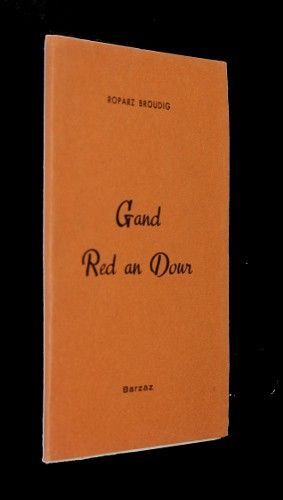 ROPARZ BROUDIG
Gand
Red an Dour
Barzaz